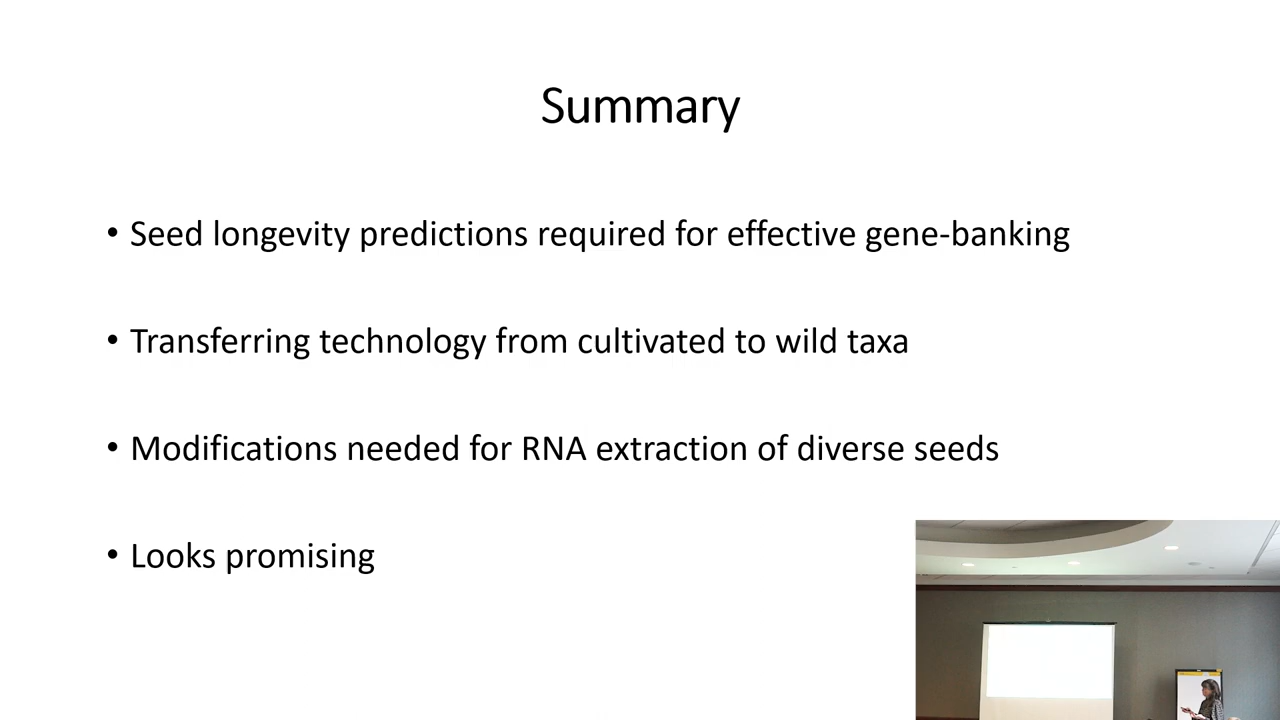 Summary
• Seed longevity predictions required for effective gene-banking
• Transferring technology from cultivated to wild taxa
• Modifications needed for RNA extraction of diverse seeds
• Looks promising